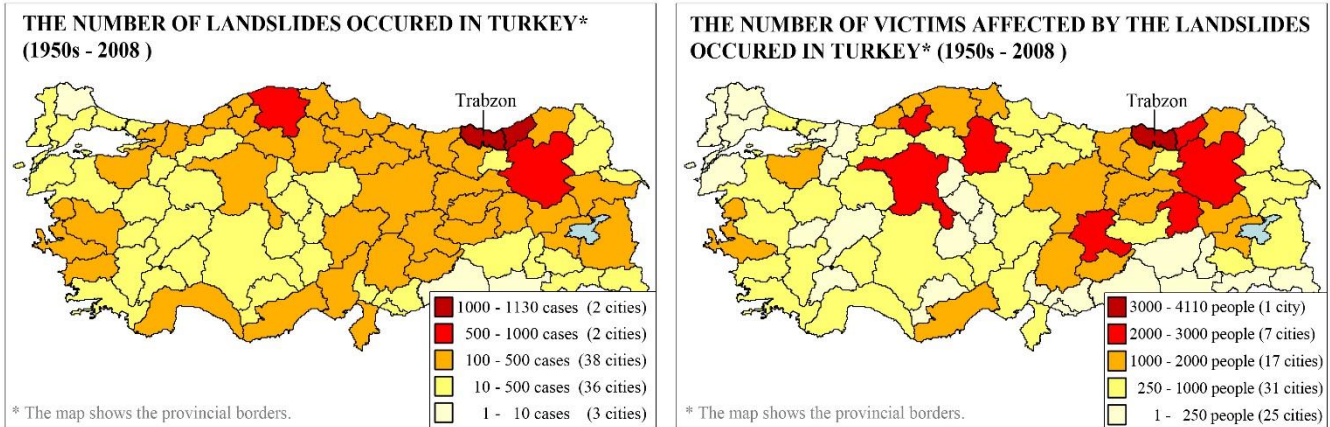 THE NUMBER OF LANDSLIDES OCCURED IN TURKEY*
(1950s - 2008 )
Trabzon
1000 - 1130 cases (2 cities)
500 - 1000 cases (2 cities)
100 - 500 cases (38 cities)
10 - 500 cases (36 cities)
1 - 10 cases (3 cities)
* The map shows the provincial borders.
THE NUMBER OF VICTIMS AFFECTED BY THE LANDSLIDES
OCCURED IN TURKEY* (1950s - 2008)
Trabzon
3000 - 4110 people (1 city)
2000 - 3000 people (7 cities)
1000 - 2000 people (17 cities)
250 - 1000 people (31 cities)
1 - 250 people (25 cities)
* The map shows the provincial borders.